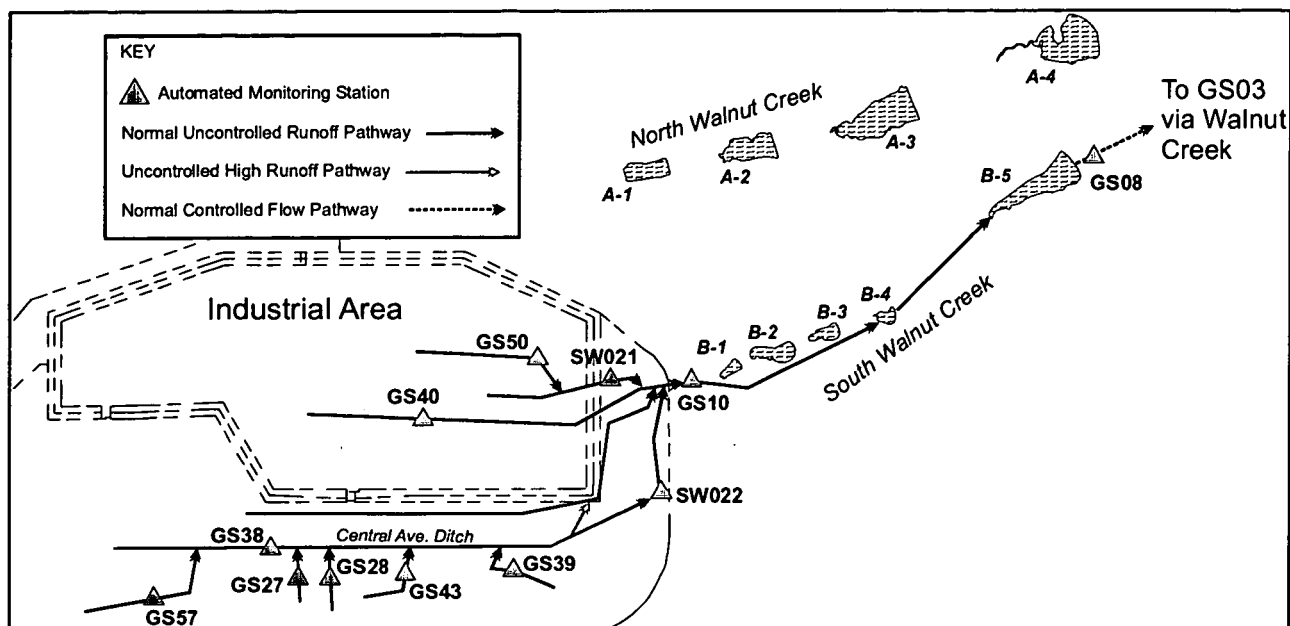 KEY
Automated Monitoring Station
Normal Uncontrolled Runoff Pathway
Uncontrolled High Runoff Pathway
Normal Controlled Flow Pathway
A-4
To GS03
via Walnut
Creek
North Walnut Creek
A-3
A-2
A-1
B-5
GS08
Industrial Area
B-4
B-3
B-2
B-1
South Walnut Creek
GS50
SW021
GS10
GS40
SW022
Central Ave. Ditch
GS38
GS27
GS28
GS43
GS39
GS57